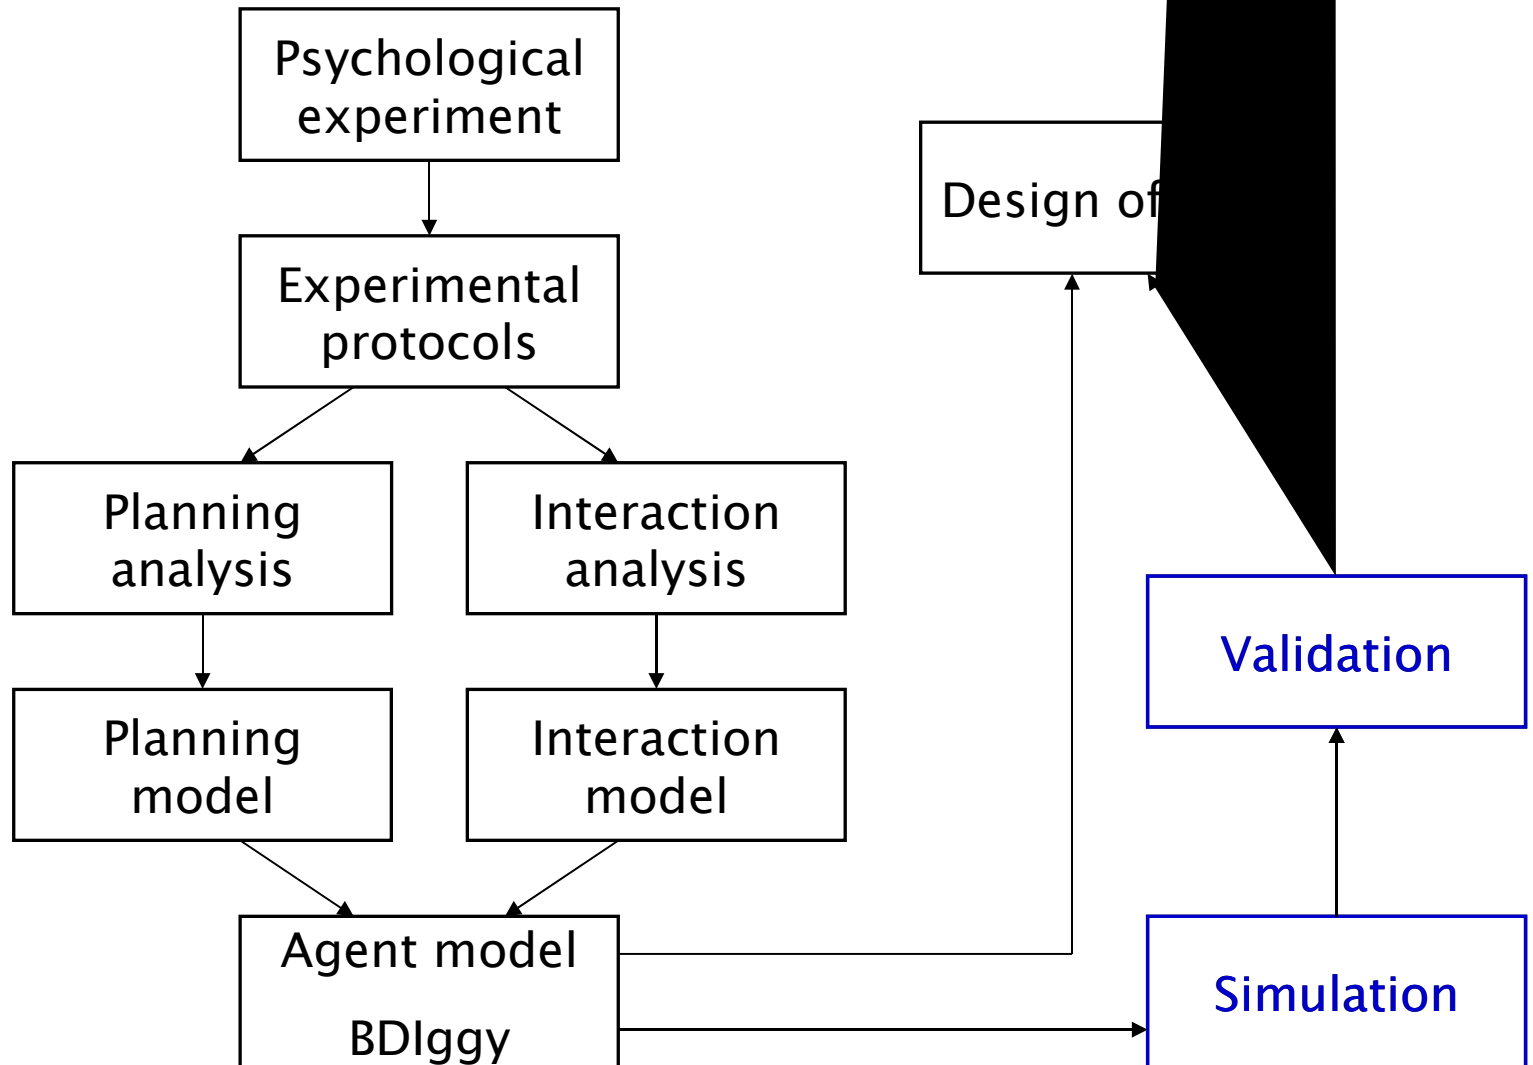 Psychological
experiment
Design of
Experimental
protocols
Planning
analysis
Interaction
analysis
Validation
Planning
model
Interaction
model
Agent model
BDIggy
Simulation